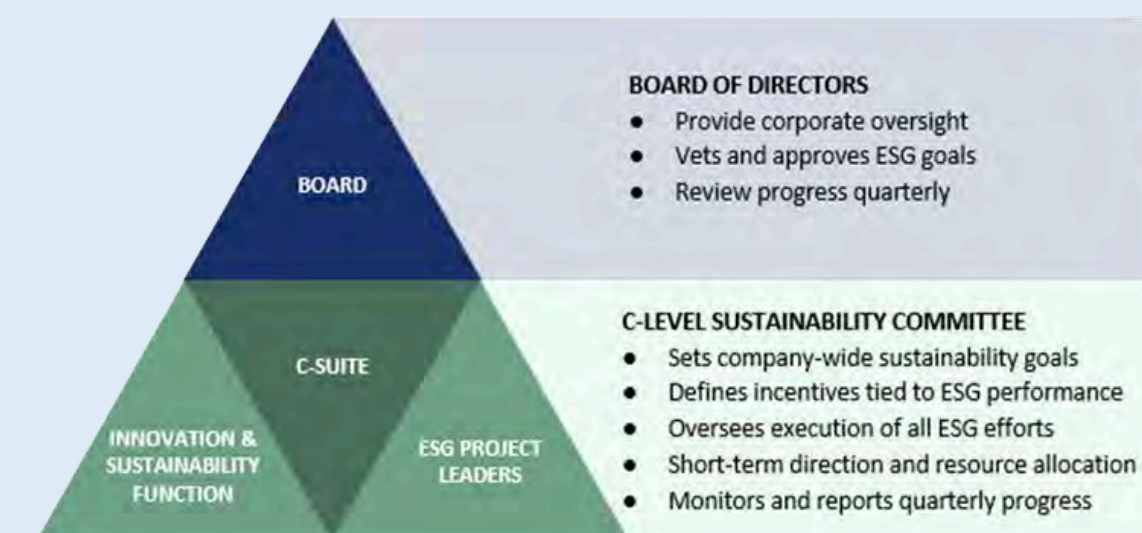 BOARD
BOARD OF DIRECTORS
● Provide corporate oversight
● Vets and approves ESG goals
● Review progress quarterly
C-SUITE
INNOVATION &
SUSTAINABILITY
FUNCTION
ESG PROJECT
LEADERS
C-LEVEL SUSTAINABILITY COMMITTEE
● Sets company-wide sustainability goals
● Defines incentives tied to ESG performance
● Oversees execution of all ESG efforts
● Short-term direction and resource allocation
● Monitors and reports quarterly progress